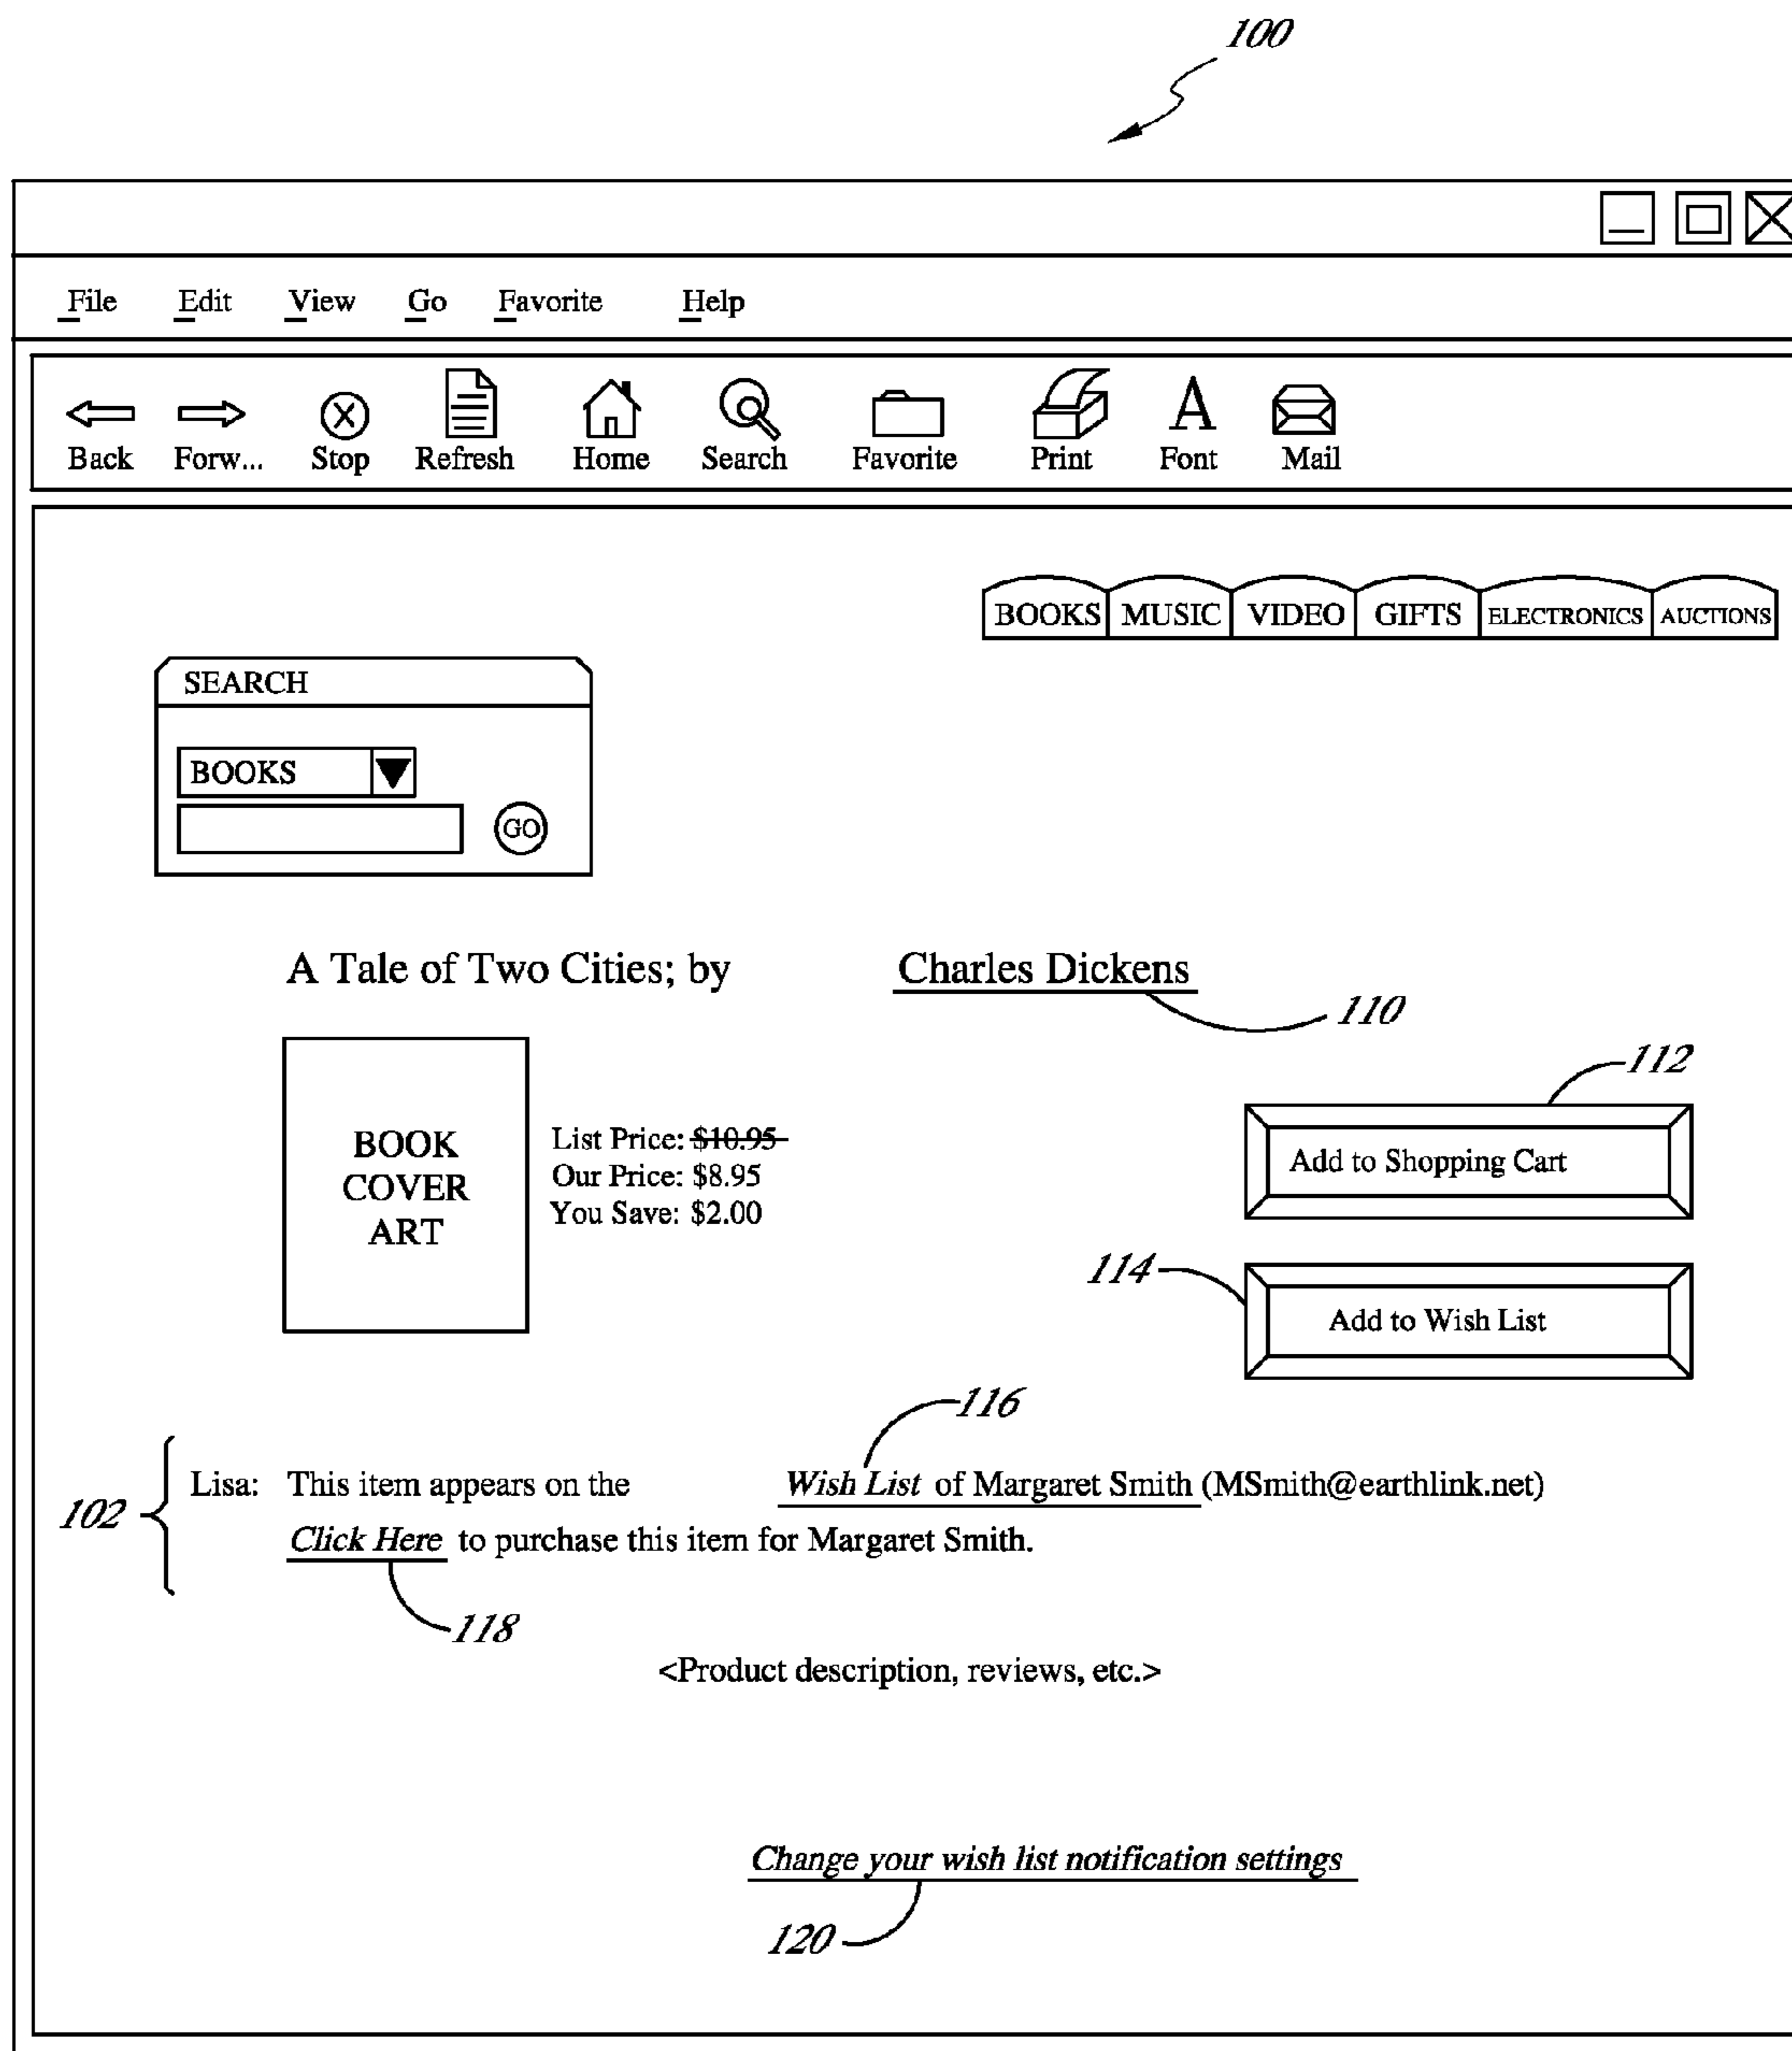 100
File Edit View Go Favorite Help
Back Forw... Stop Refresh Home Search Favorite Print Font Mail
BOOKS MUSIC VIDEO GIFTS ELECTRONICS AUCTIONS
SEARCH
BOOKS
GO
A Tale of Two Cities; by Charles Dickens
110
112
BOOK
COVER
ART
List Price: $10.95
Our Price: $8.95
You Save: $2.00
Add to Shopping Cart
114
Add to Wish List
116
102
Lisa: This item appears on the Wish List of Margaret Smith (MSmith@earthlink.net)
Click Here to purchase this item for Margaret Smith.
118
<Product description, reviews, etc.>
Change your wish list notification settings
120